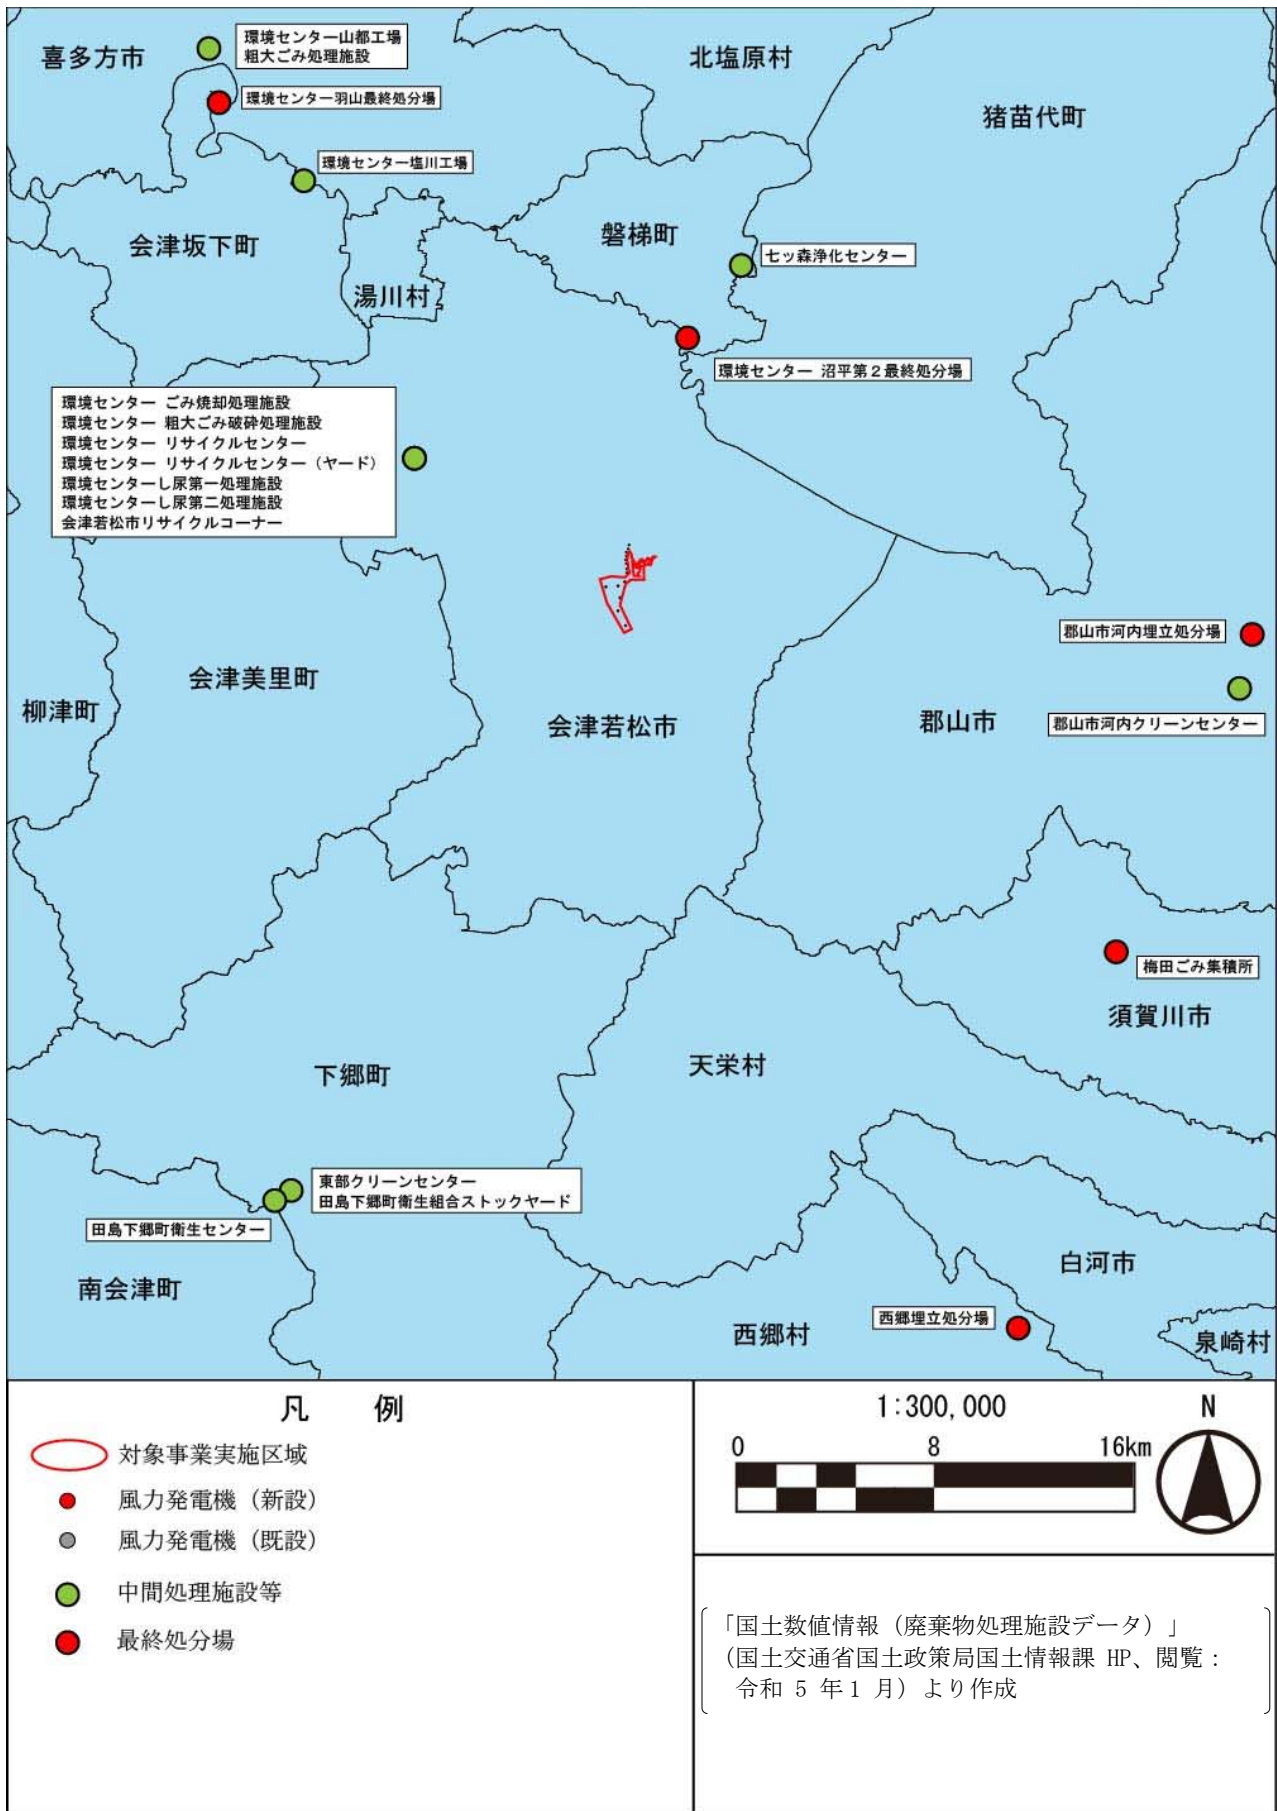 環境センター山都工場
粗大ごみ処理施設
喜多方市
北塩原村
環境センター羽山最終処分場
猪苗代町
環境センター塩川工場
会津坂下町
磐梯町
七ッ森浄化センター
湯川村
環境センター 沼平第2最終処分場
環境センター ごみ焼却処理施設
環境センター 粗大ごみ破砕処理施設
環境センター リサイクルセンター
環境センター リサイクルセンター（ヤード）
環境センターし尿第一処理施設
環境センターし尿第二処理施設
会津若松市リサイクルコーナー
郡山市河内埋立処分場
会津美里町
柳津町
会津若松市
郡山市
郡山市河内クリーンセンター
梅田ごみ集積所
須賀川市
下郷町
天栄村
東部クリーンセンター
田島下郷町衛生組合ストックヤード
田島下郷町衛生センター
南会津町
白河市
西郷埋立処分場
西郷村
泉崎村
凡 例
対象事業実施区域
風力発電機（新設）
風力発電機（既設）
中間処理施設等
最終処分場
1:300,000
N
0 8 16km
「国土数値情報（廃棄物処理施設データ）」
（国土交通省国土政策局国土情報課 HP、閲覧：
令和 5 年1 月）より作成